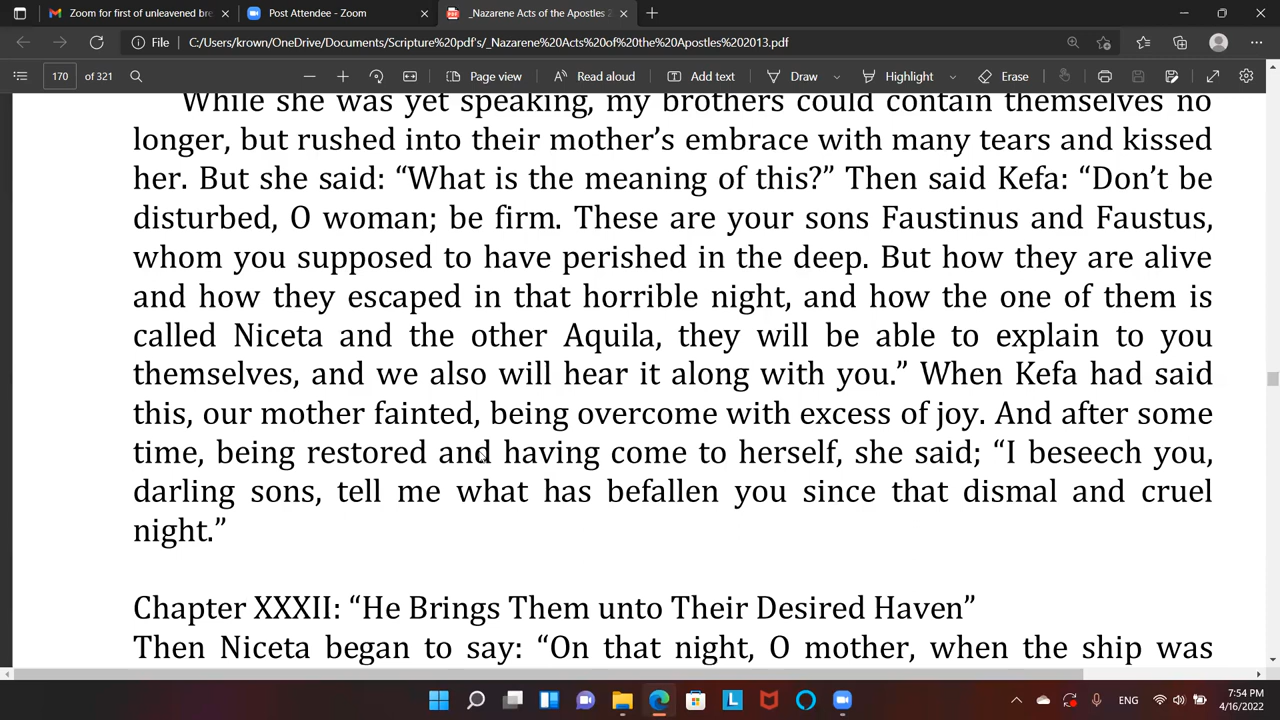 Zoom for first of unleavened bre
Post Attendee - Zoom
_Nazarene Acts of the Apostles 2
File
C:/Users/krown/OneDrive/Documents/Scripture%20pdf's/_Nazarene%20Acts%20of%20the%20Apostles%202013.pdf
170 of 321
Page view
Read aloud
Add text
Draw
Highlight
Erase
While she was yet speaking, my brothers could contain themselves no
longer, but rushed into their mother’s embrace with many tears and kissed
her. But she said: “What is the meaning of this?” Then said Kefa: “Don’t be
disturbed, O woman; be firm. These are your sons Faustinus and Faustus,
whom you supposed to have perished in the deep. But how they are alive
and how they escaped in that horrible night, and how the one of them is
called Niceta and the other Aquila, they will be able to explain to you
themselves, and we also will hear it along with you.” When Kefa had said
this, our mother fainted, being overcome with excess of joy. And after some
time, being restored and having come to herself, she said; “I beseech you,
darling sons, tell me what has befallen you since that dismal and cruel
night.”
Chapter XXXII: “He Brings Them unto Their Desired Haven”
Then Niceta began to say: “On that night, O mother, when the ship was
ENG
7:54 PM
4/16/2022